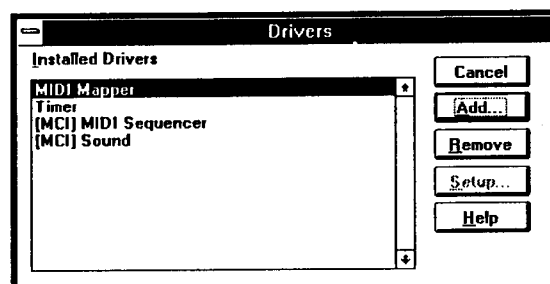 Drivers
Installed Drivers
MIDI Mapper
Timer
[MCI] MIDI Sequencer
[MCI] Sound
Cancel
Add...
Remove
Setup...
Help